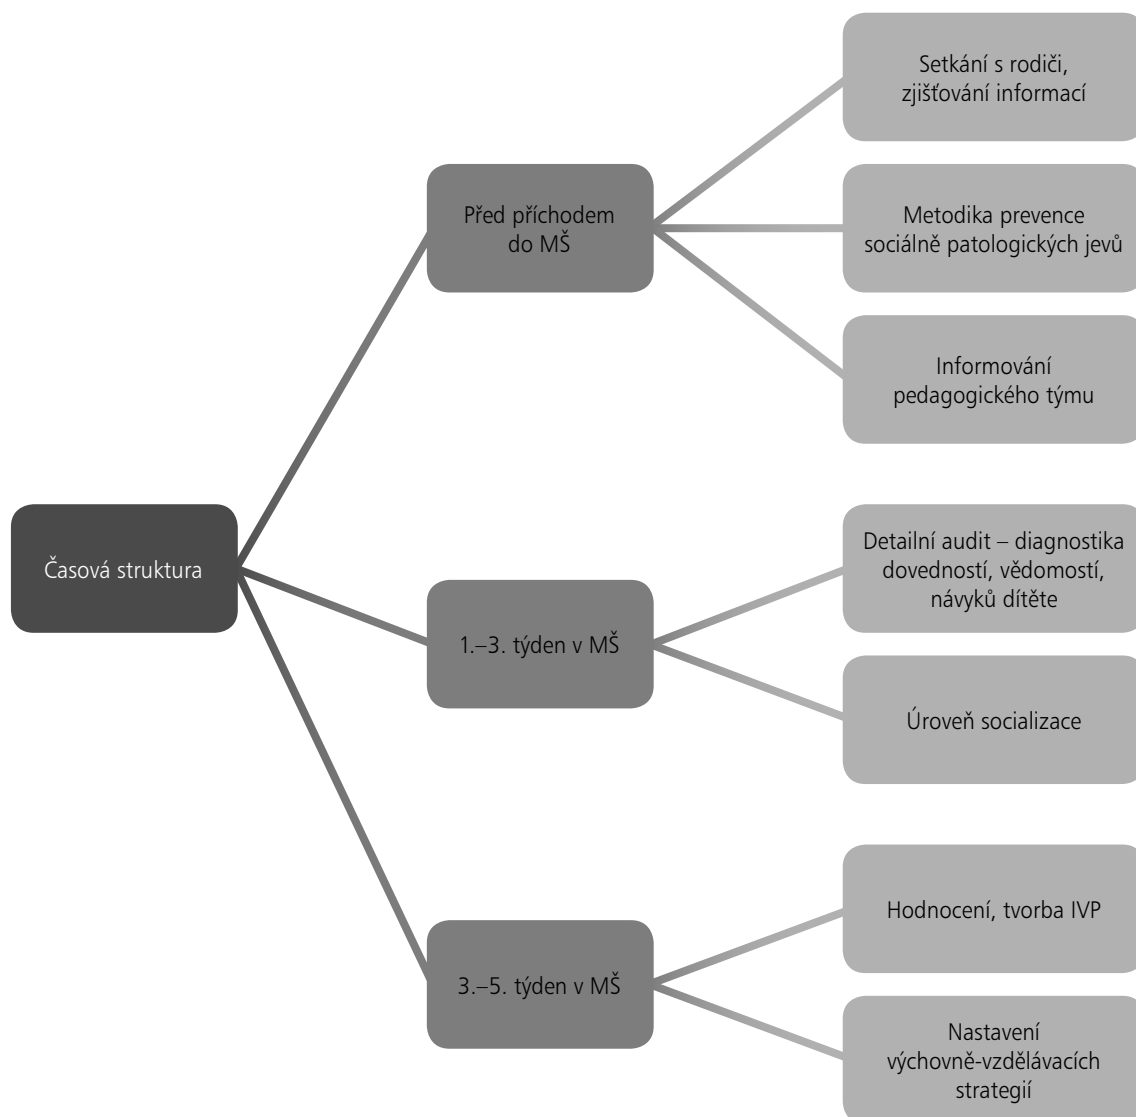 Časová struktura
Před příchodem
do MŠ
Setkání s rodiči,
zjišťování informací
Metodika prevence
sociálně patologických jevů
Informování
pedagogického týmu
1.–3. týden v MŠ
Detailní audit – diagnostika
dovedností, vědomostí,
návyků dítěte
Úroveň socializace
3.–5. týden v MŠ
Hodnocení, tvorba IVP
Nastavení
výchovně-vzdělávacích
strategií